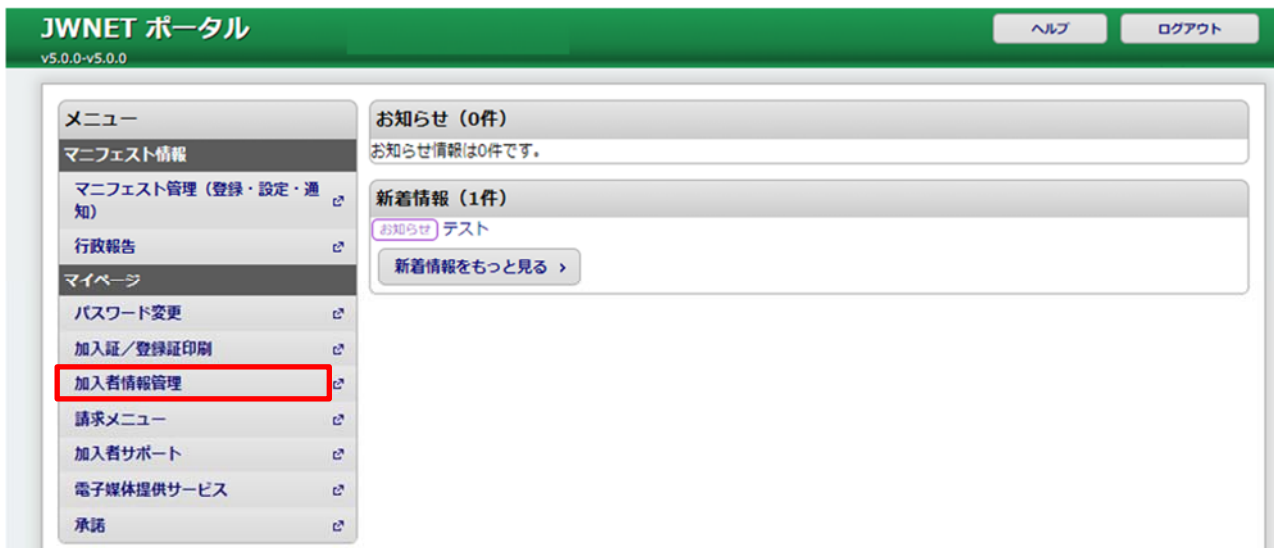 JWNET ポータル
v5.0.0-v5.0.0
ヘルプ
ログアウト
メニュー
マニフェスト情報
マニフェスト管理（登録・設定・通
知）
行政報告
マイページ
パスワード変更
加入証／登録証印刷
加入者情報管理
請求メニュー
加入者サポート
電子媒体提供サービス
承諾
お知らせ（0件）
お知らせ情報は0件です。
新着情報（1件）
お知らせ テスト
新着情報をもっと見る ›